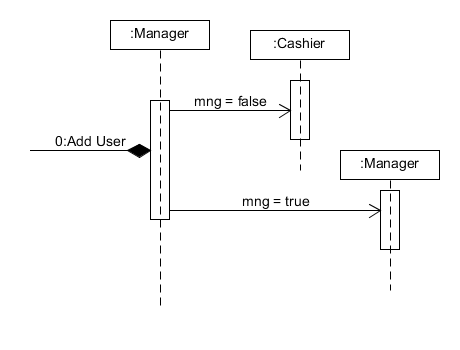 :Manager
:Cashier
mng = false
0:Add User
:Manager
mng = true